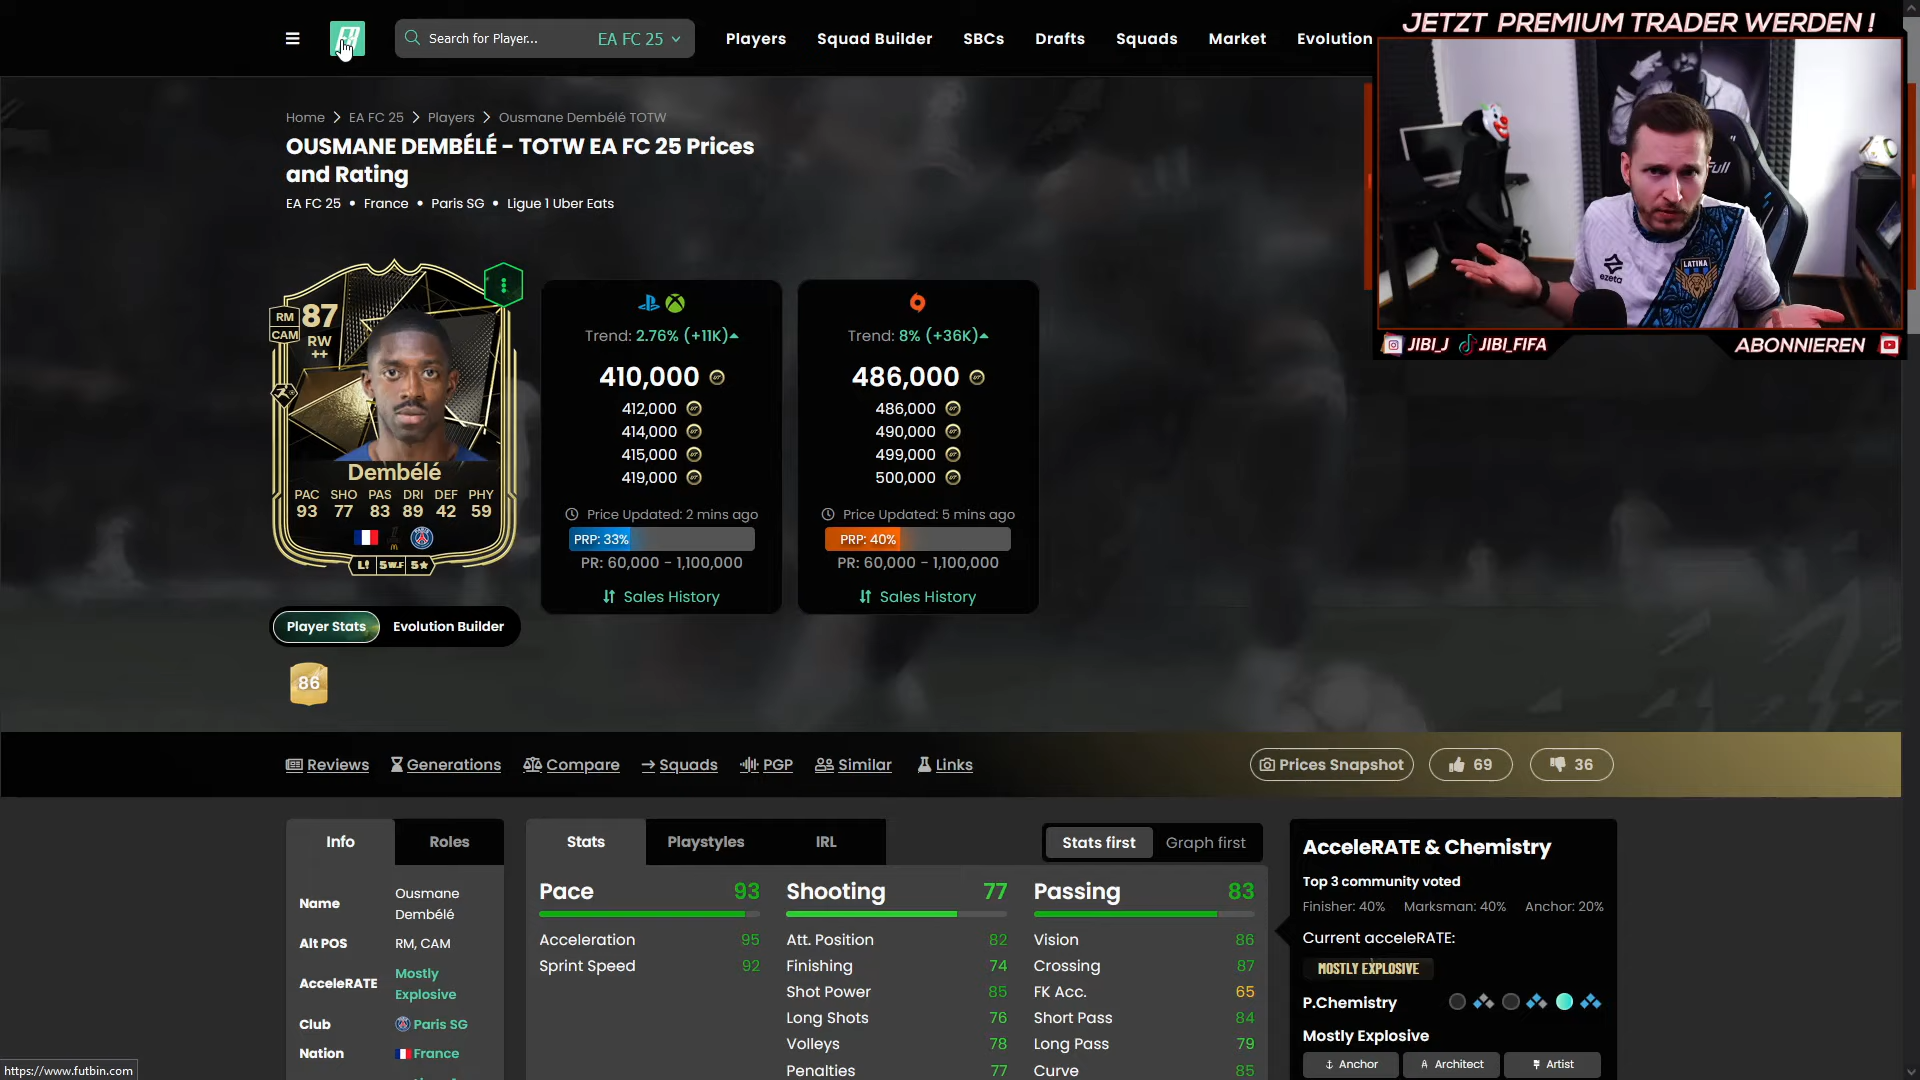 Search for Player...
EA FC 25
Players
Squad Builder
SBCs
Drafts
Squads
Market
Evolution
JETZT PREMIUM TRADER WERDEN !
Full
ezeta
LATINA
JIBI_J
JIBI_FIFA
ABONNIEREN
Home > EA FC 25 > Players > Ousmane Dembélé TOTW
OUSMANE DEMBÉLÉ - TOTW EA FC 25 Prices
and Rating
EA FC 25 • France • Paris SG • Ligue 1 Uber Eats
RM
CAM
87
RW
++
Dembélé
PAC SHO PAS DRI DEF PHY
93 77 83 89 42 59
L 5W.F 5★
Trend: 2.76% (+11K)
410,000
412,000
414,000
415,000
419,000
Price Updated: 2 mins ago
PRP: 33%
PR: 60,000 - 1,100,000
Sales History
Trend: 8% (+36K)
486,000
486,000
490,000
499,000
500,000
Price Updated: 5 mins ago
PRP: 40%
PR: 60,000 - 1,100,000
Sales History
Player Stats
Evolution Builder
86
Reviews
Generations
Compare
Squads
PGP
Similar
Links
Prices Snapshot
69
36
Info
Roles
Name Ousmane
Dembélé
Alt POS RM, CAM
AcceleRATE Mostly
Explosive
Club Paris SG
Nation France
Stats
Playstyles
IRL
Stats first
Graph first
Pace 93
Acceleration 95
Sprint Speed 92
Shooting 77
Att. Position 82
Finishing 74
Shot Power 85
Long Shots 76
Volleys 78
Penalties 77
Passing 83
Vision 86
Crossing 87
FK Acc. 65
Short Pass 84
Long Pass 79
Curve 85
AcceleRATE & Chemistry
Top 3 community voted
Finisher: 40% Marksman: 40% Anchor: 20%
Current acceleRATE:
MOSTLY EXPLOSIVE
P.Chemistry
Mostly Explosive
Anchor
Architect
Artist
https://www.futbin.com